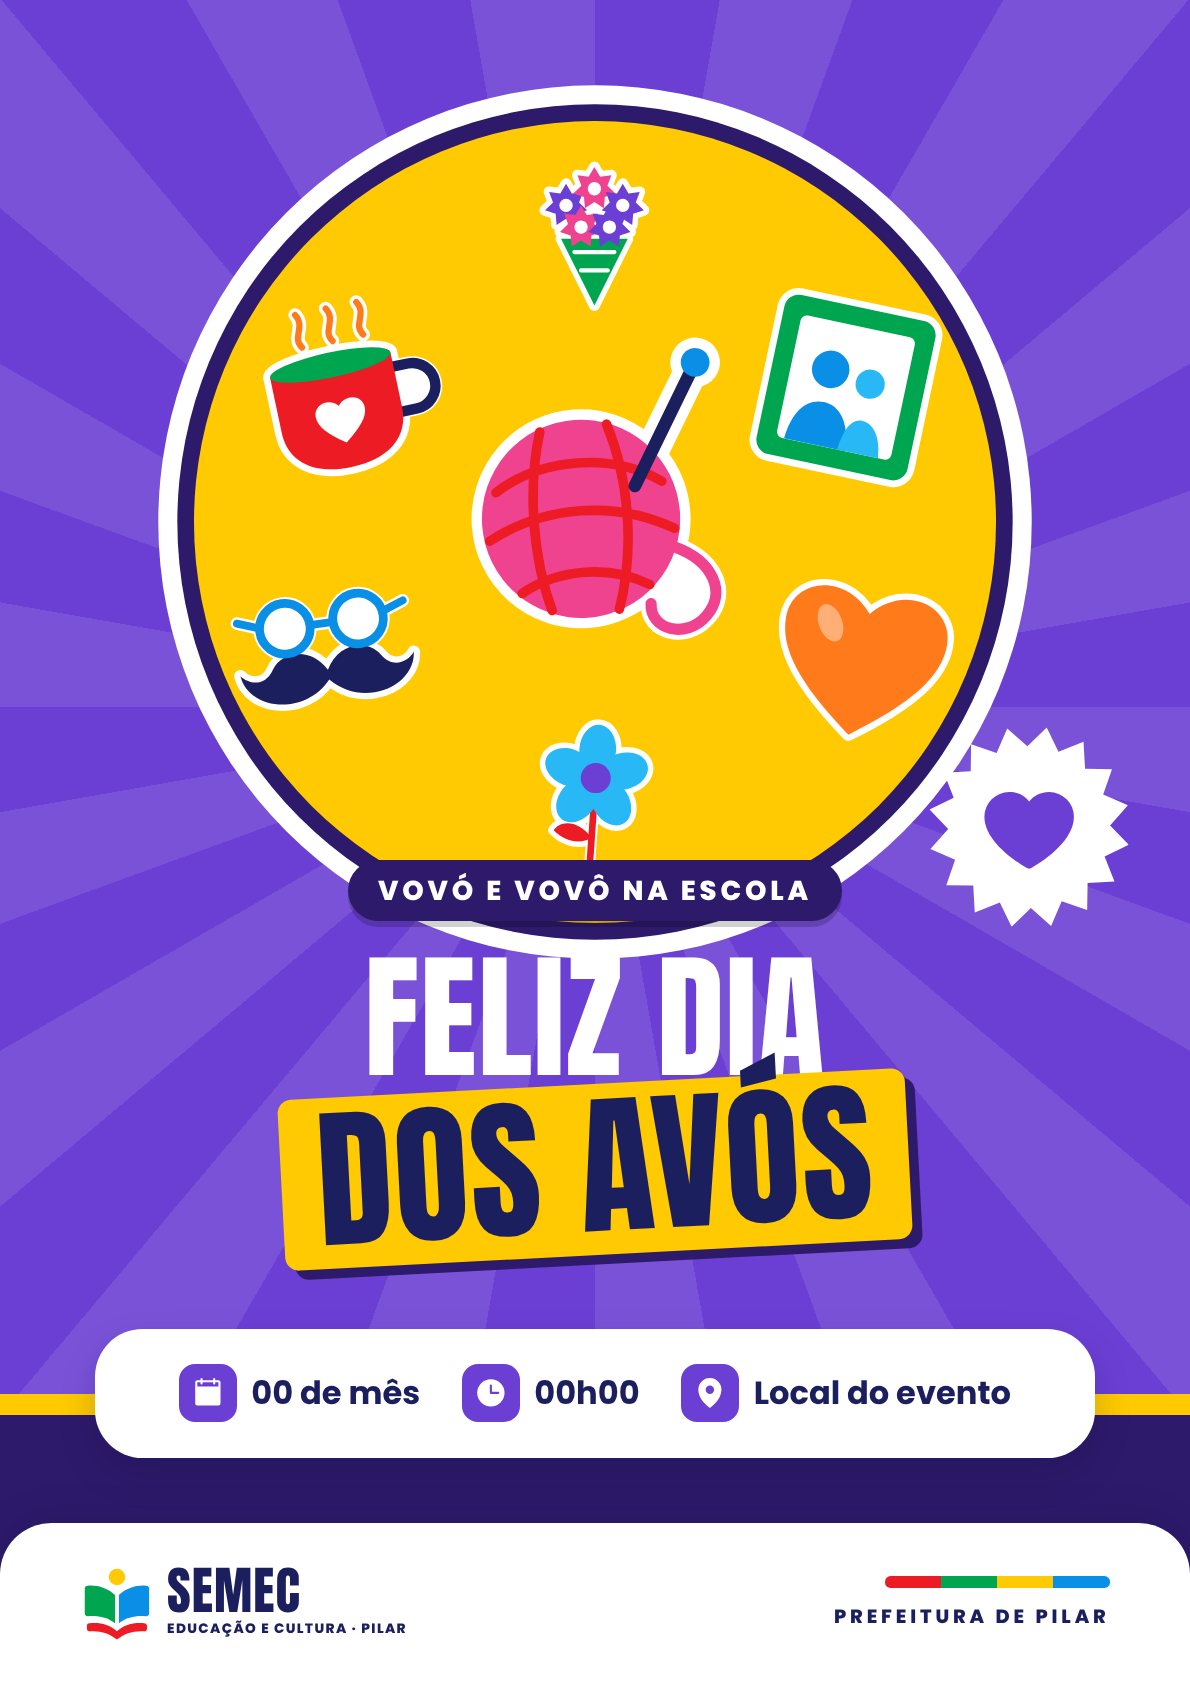 VOVÓ E VOVÔ NA ESCOLA
FELIZ DIA
DOS AVÓS
00 de mês
00h00
Local do evento
SEMEC
EDUCAÇÃO E CULTURA · PILAR
PREFEITURA DE PILAR